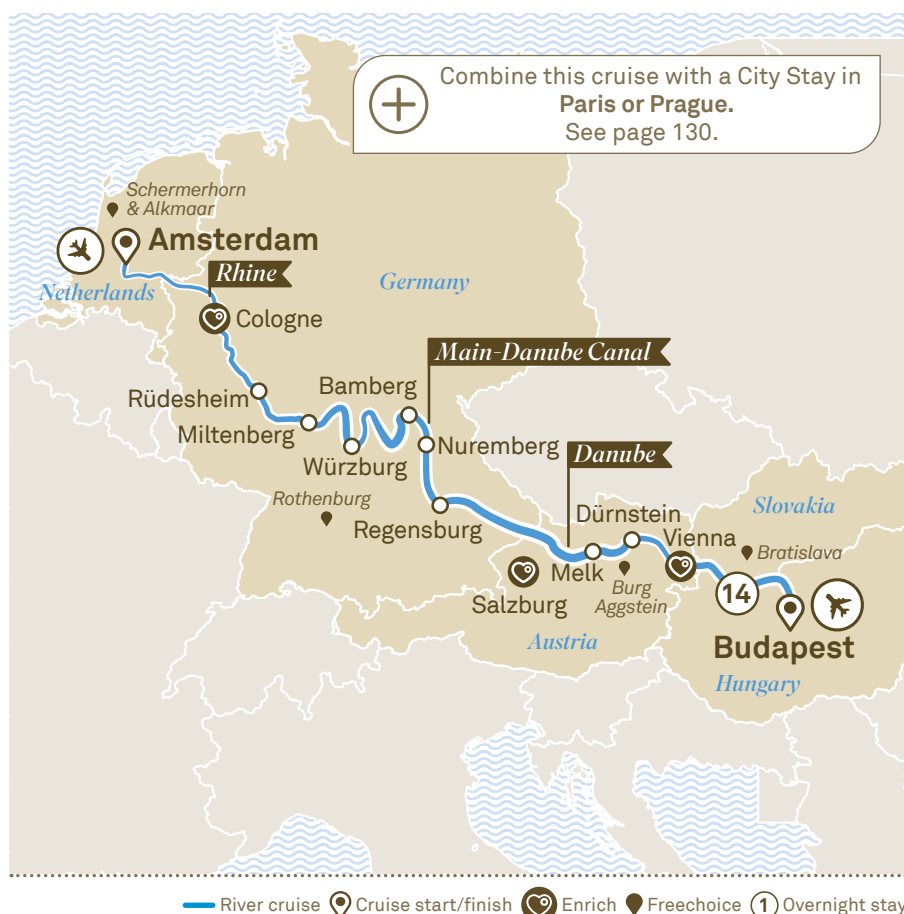 Combine this cruise with a City Stay in
Paris or Prague.
See page 130.
Schermerhorn
& Alkmaar
Amsterdam
Netherlands
Rhine
Germany
Cologne
Main-Danube Canal
Bamberg
Rüdesheim
Miltenberg
Würzburg
Nuremberg
Danube
Rothenburg
Regensburg
Dürnstein
Slovakia
Vienna
Bratislava
Melk
Salzburg
Burg
Aggstein
14
Austria
Budapest
Hungary
River cruise Cruise start/finish Enrich Freechoice 1 Overnight stay